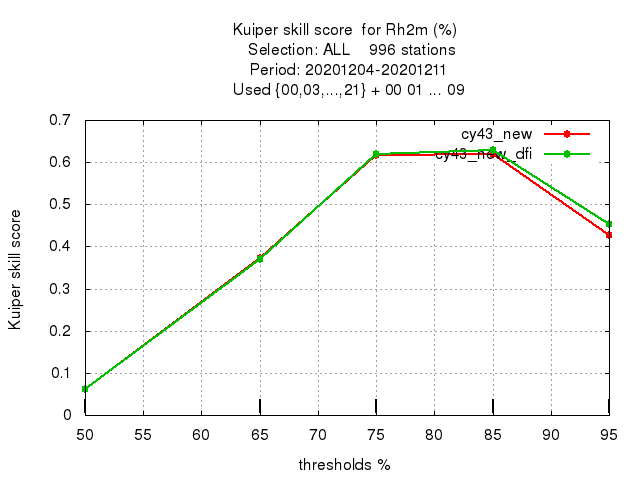 Kuiper skill score for Rh2m (%)
Selection: ALL 996 stations
Period: 20201204-20201211
Used {00,03,...,21} + 00 01 ... 09
cy43_new
cy43_new_dfi
0.7
0.6
0.5
0.4
0.3
0.2
0.1
0
Kuiper skill score
50 55 60 65 70 75 80 85 90 95
thresholds %